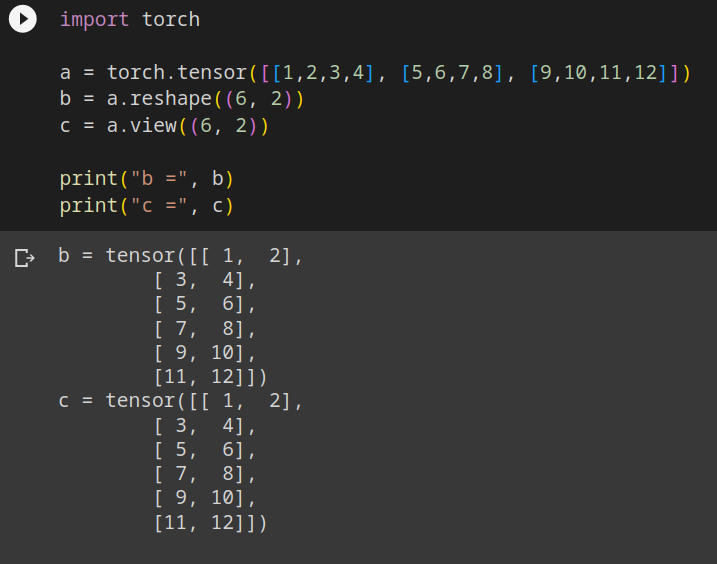 import torch

a = torch.tensor([[1,2,3,4], [5,6,7,8], [9,10,11,12]])
b = a.reshape((6, 2))
c = a.view((6, 2))

print("b =", b)
print("c =", c)
b = tensor([[ 1,  2],
        [ 3,  4],
        [ 5,  6],
        [ 7,  8],
        [ 9, 10],
        [11, 12]])
c = tensor([[ 1,  2],
        [ 3,  4],
        [ 5,  6],
        [ 7,  8],
        [ 9, 10],
        [11, 12]])